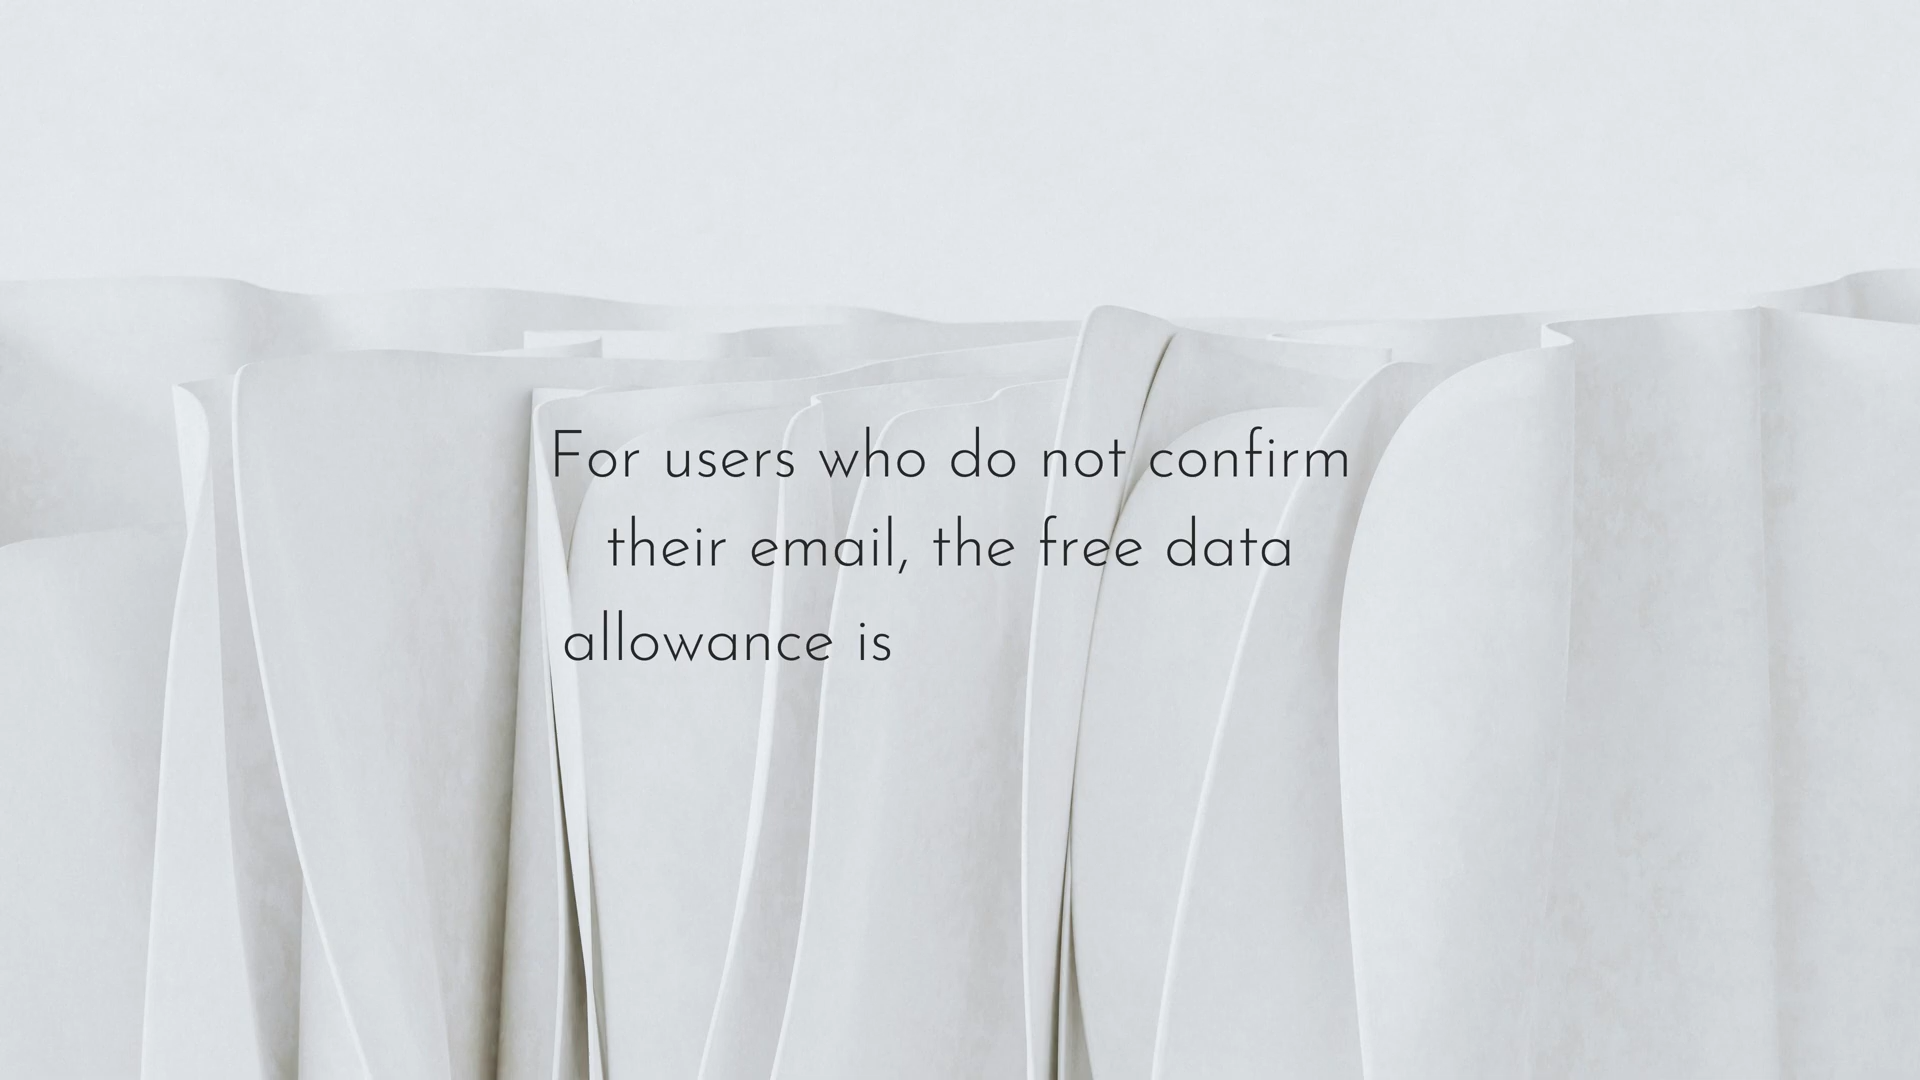 For users who do not confirm
their email, the free data
allowance is